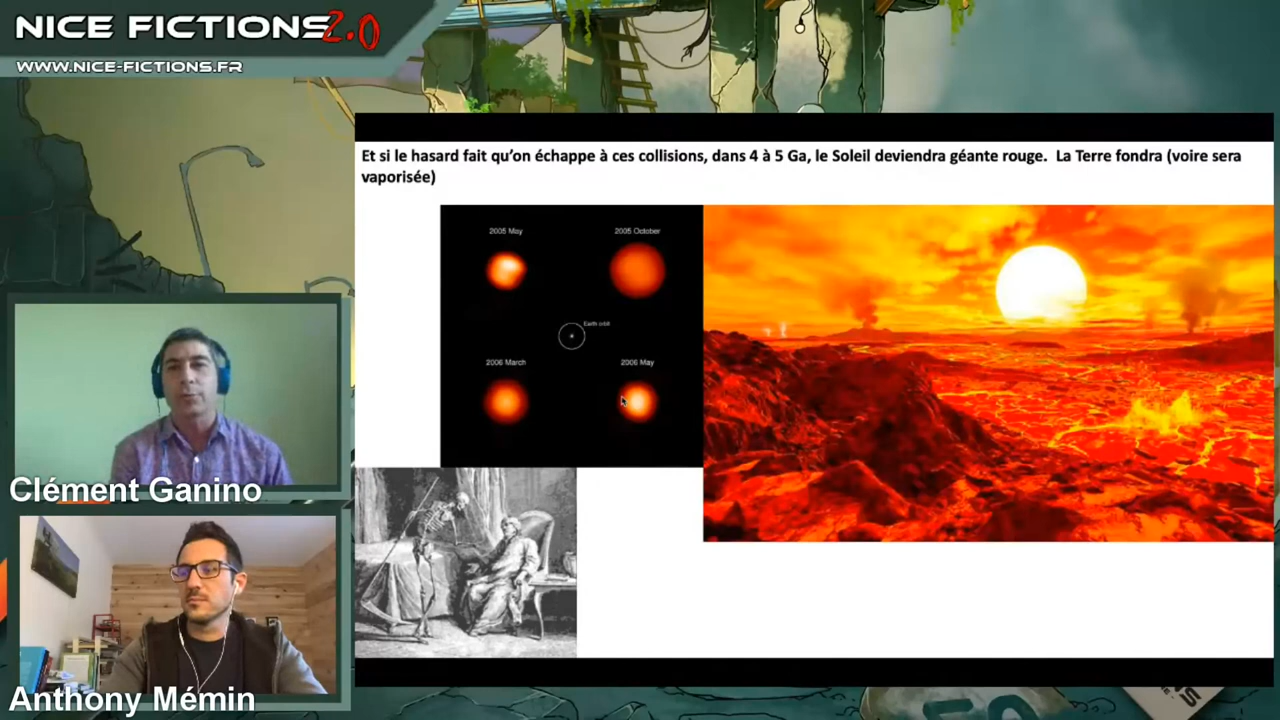 NICE FICTIONS 2.0
WWW.NICE-FICTIONS.FR
Et si le hasard fait qu’on échappe à ces collisions, dans 4 à 5 Ga, le Soleil deviendra géante rouge.  La Terre fondra (voire sera
vaporisée)
2005 May
2005 October
Earth orbit
2006 March
2006 May
Clément Ganino
Anthony Mémin